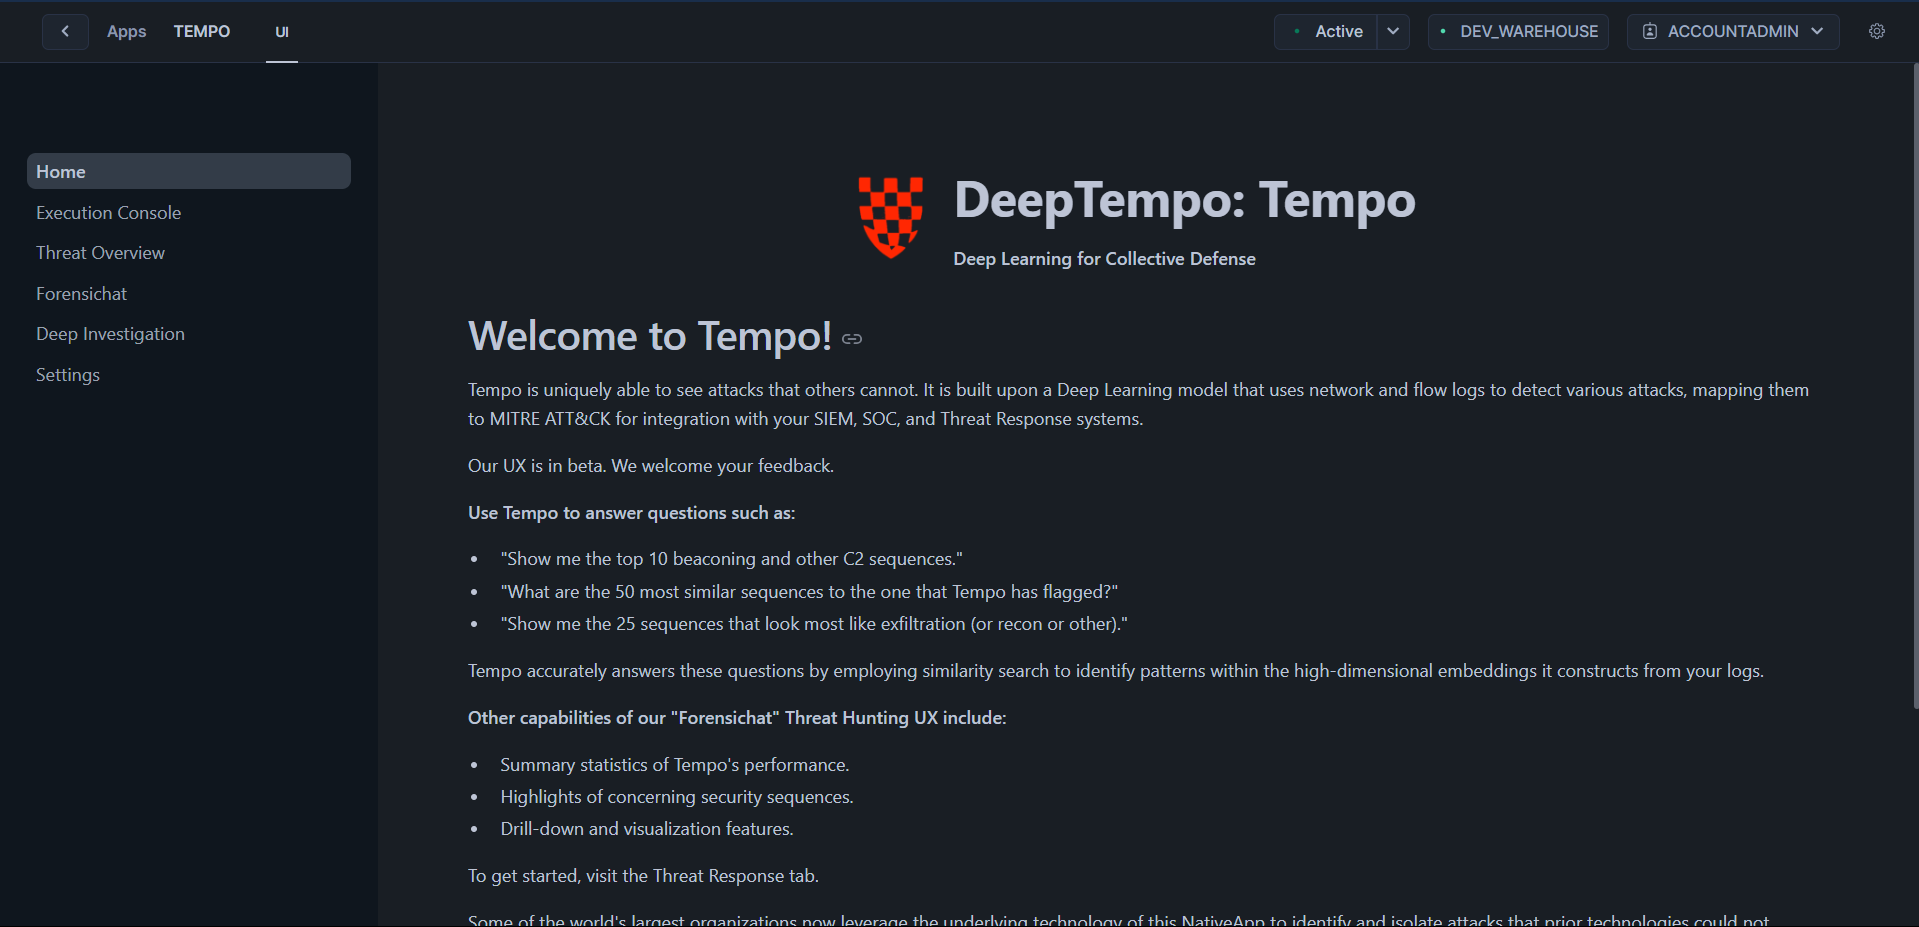 Apps TEMPO UI Active DEV_WAREHOUSE ACCOUNTADMIN
Home
Execution Console
Threat Overview
Forensichat
Deep Investigation
Settings
DeepTempo: Tempo
Deep Learning for Collective Defense
Welcome to Tempo!
Tempo is uniquely able to see attacks that others cannot. It is built upon a Deep Learning model that uses network and flow logs to detect various attacks, mapping them
to MITRE ATT&CK for integration with your SIEM, SOC, and Threat Response systems.
Our UX is in beta. We welcome your feedback.
Use Tempo to answer questions such as:
• "Show me the top 10 beaconing and other C2 sequences."
• "What are the 50 most similar sequences to the one that Tempo has flagged?"
• "Show me the 25 sequences that look most like exfiltration (or recon or other)."
Tempo accurately answers these questions by employing similarity search to identify patterns within the high-dimensional embeddings it constructs from your logs.
Other capabilities of our "Forensichat" Threat Hunting UX include:
• Summary statistics of Tempo's performance.
• Highlights of concerning security sequences.
• Drill-down and visualization features.
To get started, visit the Threat Response tab.
Some of the world's largest organizations now leverage the underlying technology of this NativeApp to identify and isolate attacks that prior technologies could not